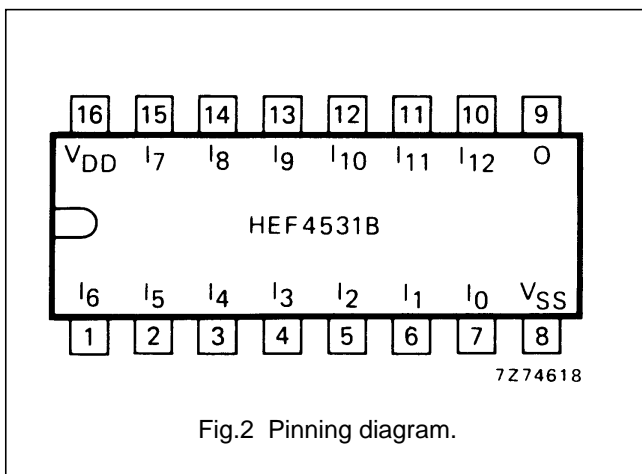 16 15 14 13 12 11 10 9
VDD I7 I8 I9 I10 I11 I12 O
HEF4531B
I6 I5 I4 I3 I2 I1 I0 VSS
1 2 3 4 5 6 7 8
7Z74618
Fig.2 Pinning diagram.